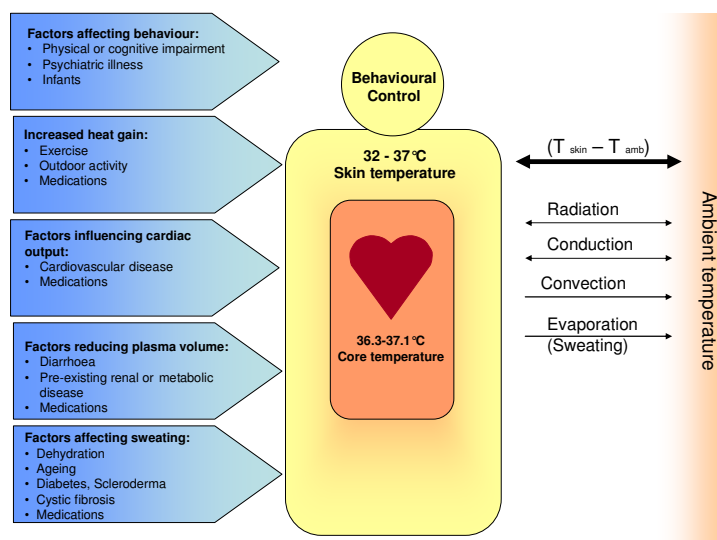 Factors affecting behaviour:
• Physical or cognitive impairment
• Psychiatric illness
• Infants
Increased heat gain:
• Exercise
• Outdoor activity
• Medications
Factors influencing cardiac
output:
• Cardiovascular disease
• Medications
Factors reducing plasma volume:
• Diarrhoea
• Pre-existing renal or metabolic
disease
• Medications
Factors affecting sweating:
• Dehydration
• Ageing
• Diabetes, Scleroderma
• Cystic fibrosis
• Medications
Behavioural
Control
32 - 37°C
Skin temperature
36.3-37.1°C
Core temperature
(T skin – T amb)
Radiation
Conduction
Convection
Evaporation
(Sweating)
Ambient temperature